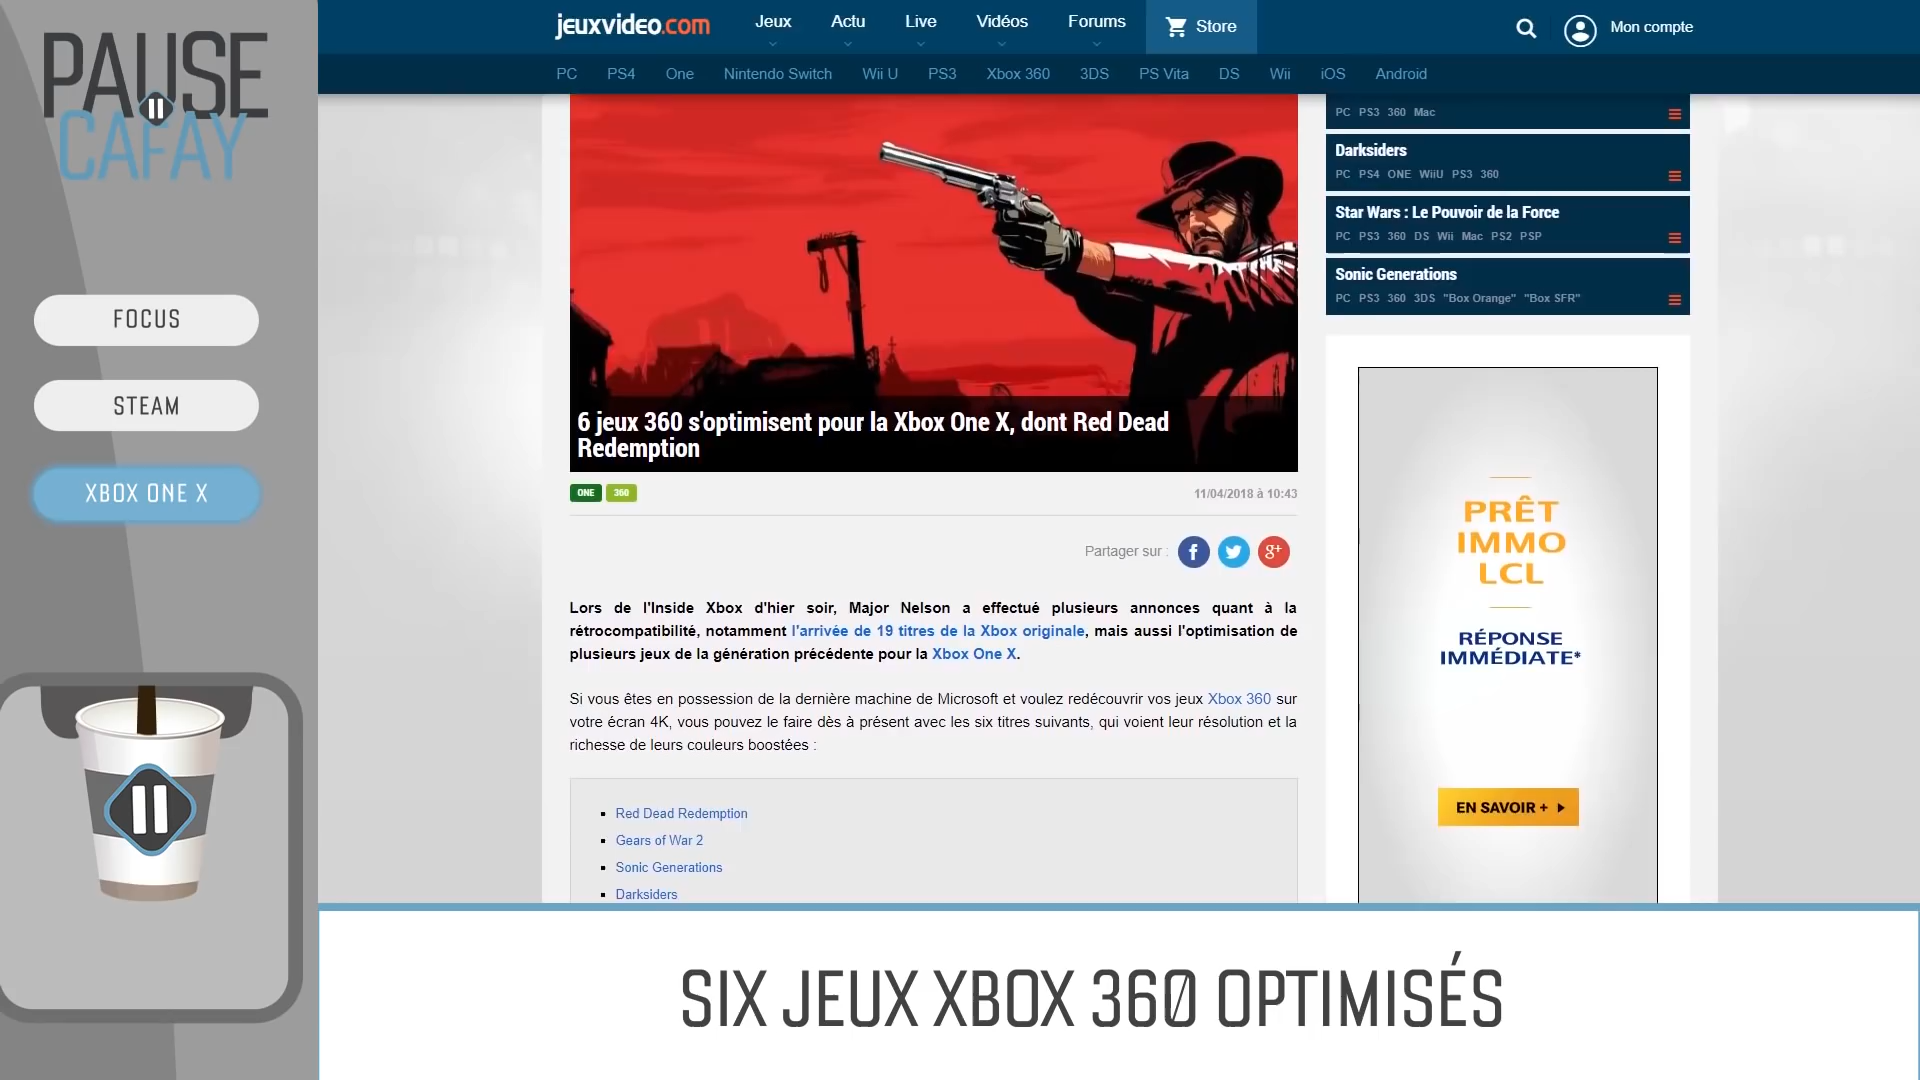 PAUSE
CAFAY
FOCUS
STEAM
XBOX ONE X
jeuxvideo.com
Jeux
Actu
Live
Vidéos
Forums
Store
Mon compte
PC
PS4
One
Nintendo Switch
Wii U
PS3
Xbox 360
3DS
PS Vita
DS
Wii
iOS
Android
6 jeux 360 s'optimisent pour la Xbox One X, dont Red Dead
Redemption
ONE
360
11/04/2018 à 10:43
Partager sur :
f
g+
Lors de l'Inside Xbox d'hier soir, Major Nelson a effectué plusieurs annonces quant à la
rétrocompatibilité, notamment l'arrivée de 19 titres de la Xbox originale, mais aussi l'optimisation de
plusieurs jeux de la génération précédente pour la Xbox One X.
Si vous êtes en possession de la dernière machine de Microsoft et voulez redécouvrir vos jeux Xbox 360 sur
votre écran 4K, vous pouvez le faire dès à présent avec les six titres suivants, qui voient leur résolution et la
richesse de leurs couleurs boostées :
Red Dead Redemption
Gears of War 2
Sonic Generations
Darksiders
PC PS3 360 Mac
Darksiders
PC PS4 ONE WiiU PS3 360
Star Wars : Le Pouvoir de la Force
PC PS3 360 DS Wii Mac PS2 PSP
Sonic Generations
PC PS3 360 3DS "Box Orange" "Box SFR"
PRÊT
IMMO
LCL
RÉPONSE
IMMÉDIATE*
EN SAVOIR +
SIX JEUX XBOX 360 OPTIMISÉS